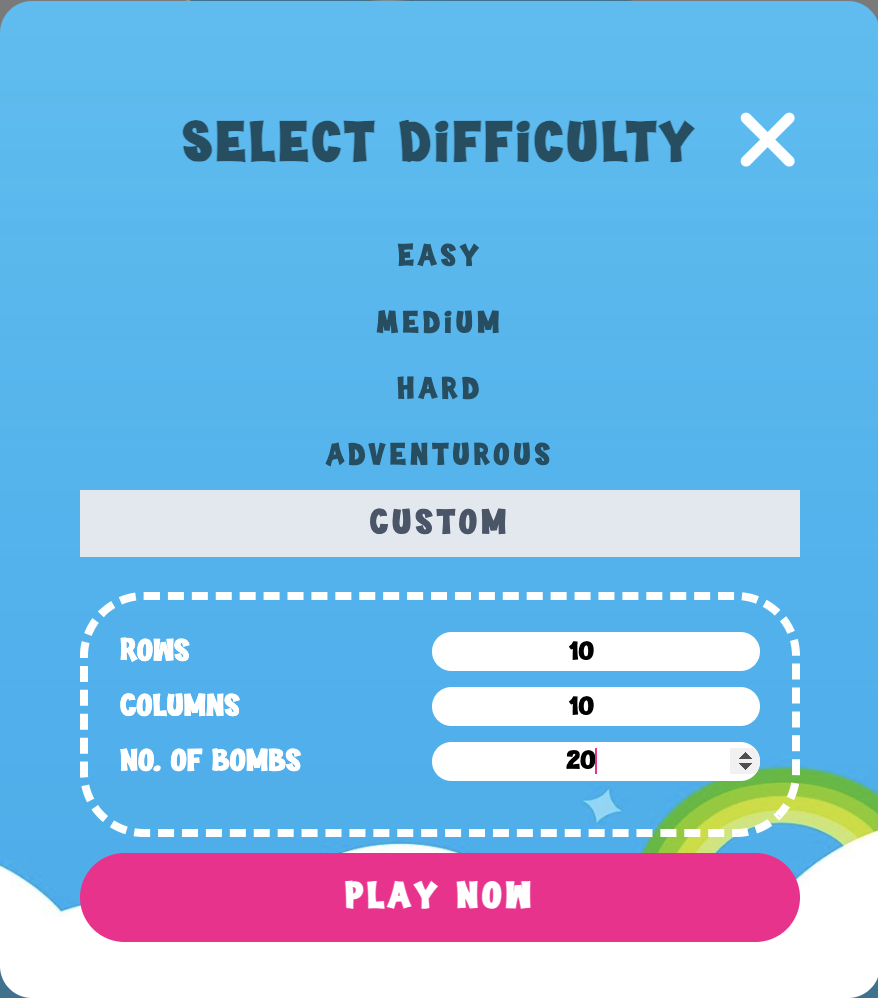 SELECT DiFFiCULTY
EASY
MEDiUM
HARD
ADVENTUROUS
CUSTOM
ROWS 10
COLUMNS 10
NO. OF BOMBS 20
PLAY NOW